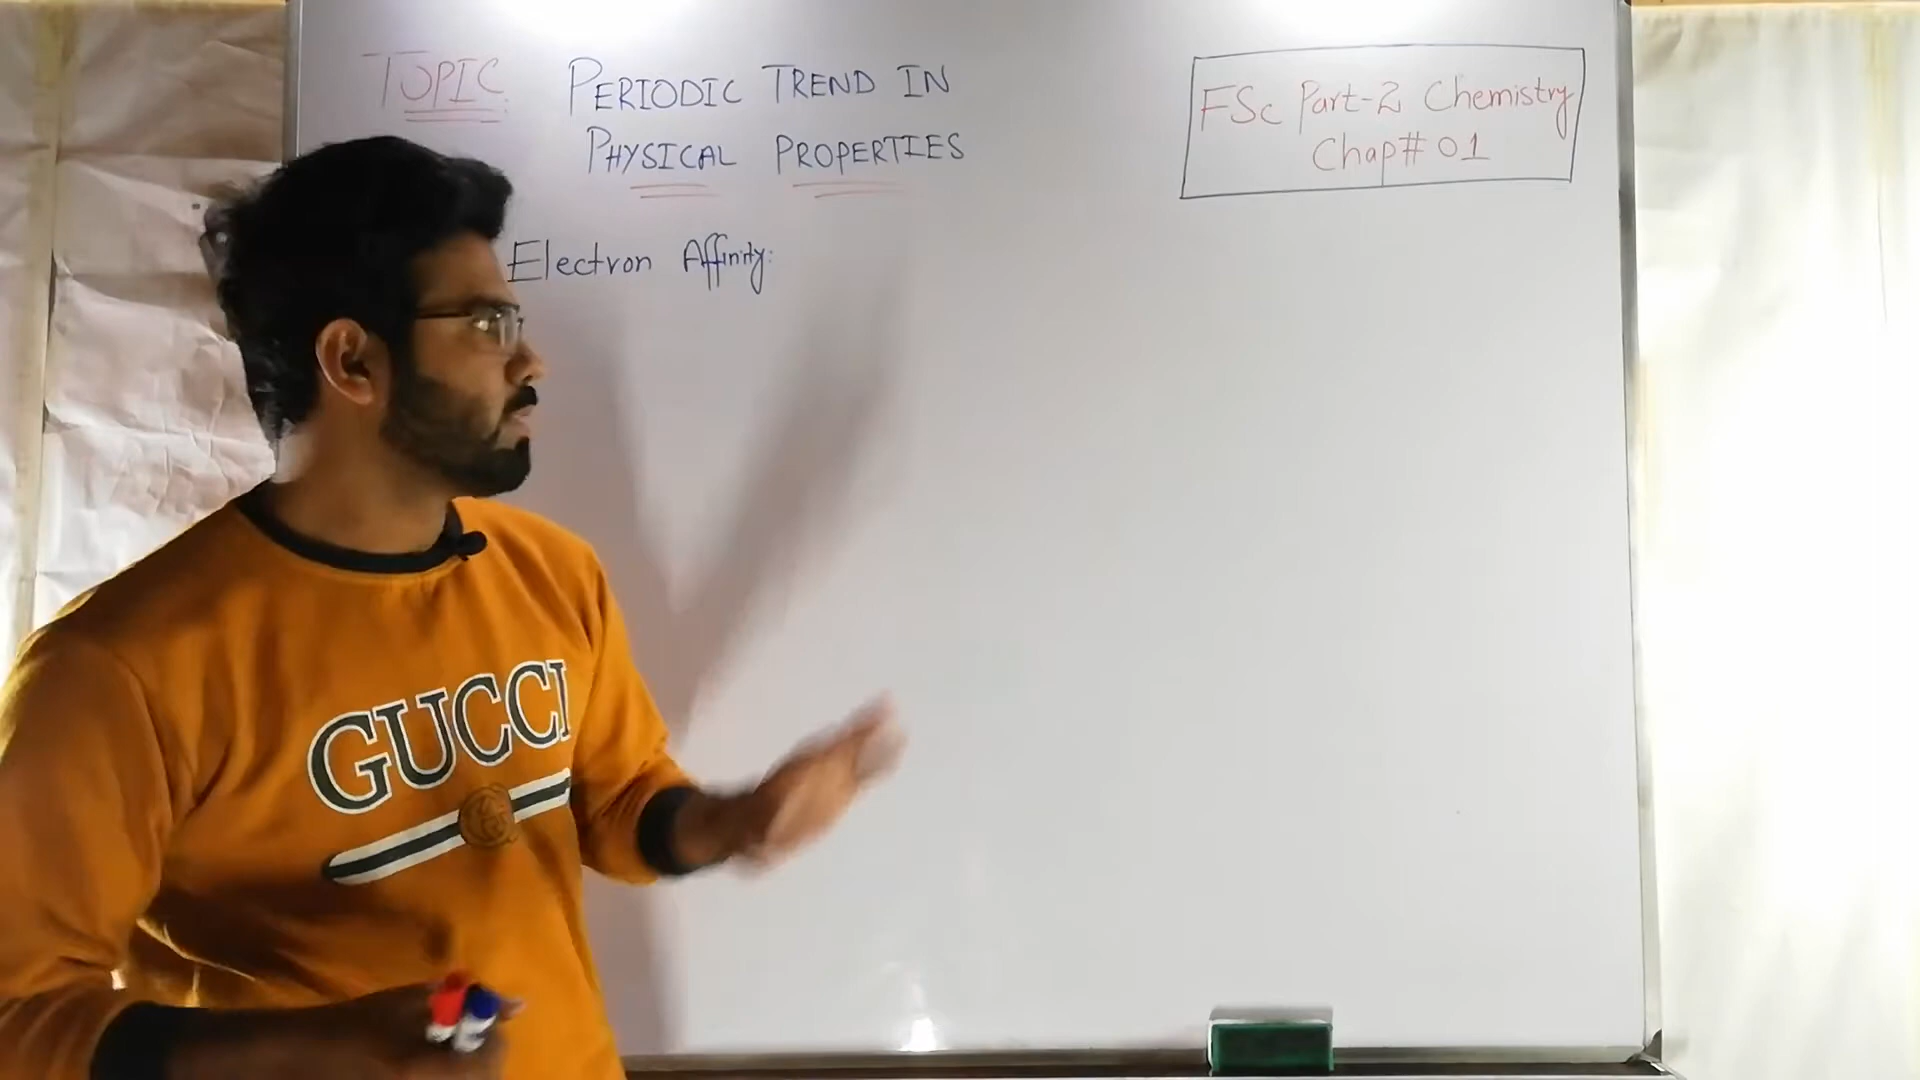 TOPIC: PERIODIC TREND IN
PHYSICAL PROPERTIES
FSc Part-2 Chemistry
Chap# 01
Electron Affinity:
GUCCI